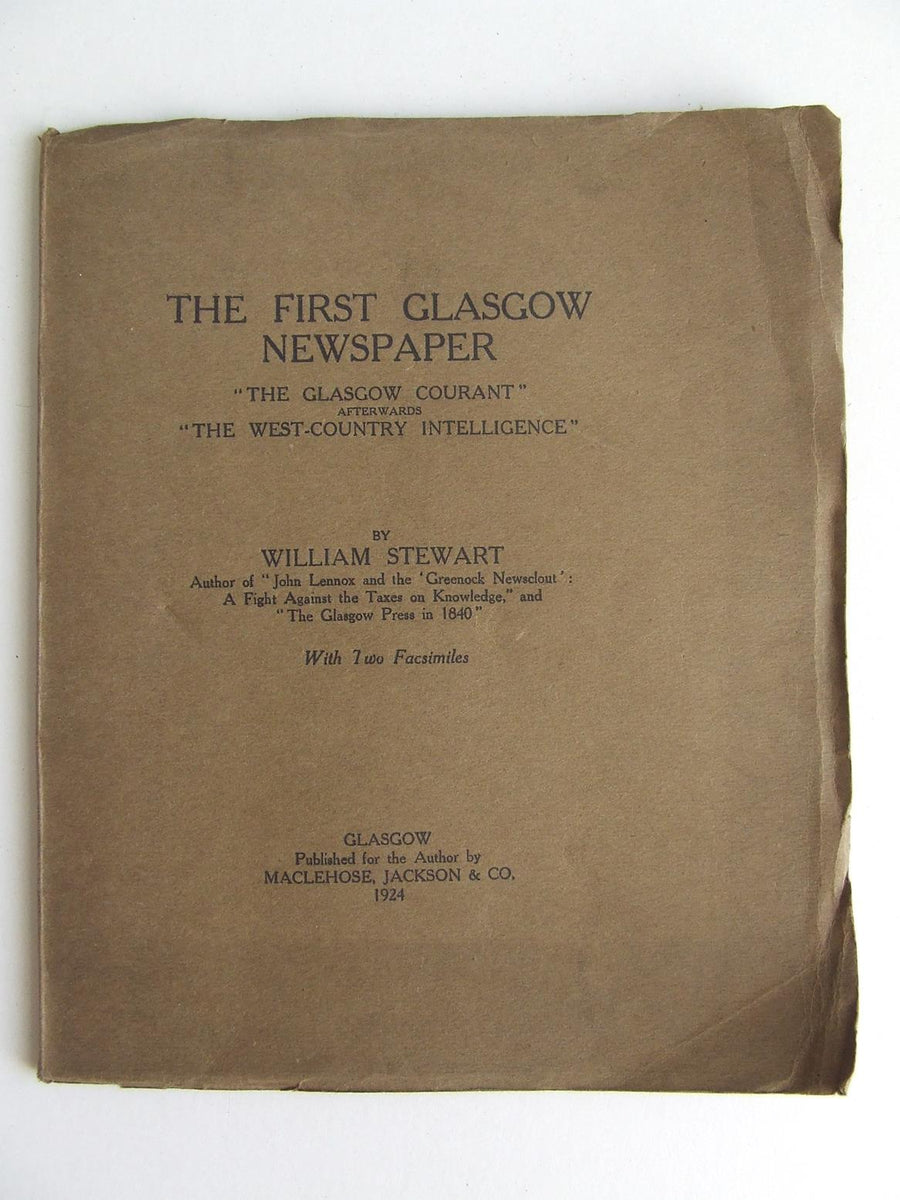 THE FIRST GLASGOW
NEWSPAPER
"THE GLASGOW COURANT"
AFTERWARDS
"THE WEST-COUNTRY INTELLIGENCE"
BY
WILLIAM STEWART
Author of "John Lennox and the 'Greenock Newsclout':
A Fight Against the Taxes on Knowledge," and
"The Glasgow Press in 1840"
With Two Facsimiles
GLASGOW
Published for the Author by
MACLEHOSE, JACKSON & CO.
1924